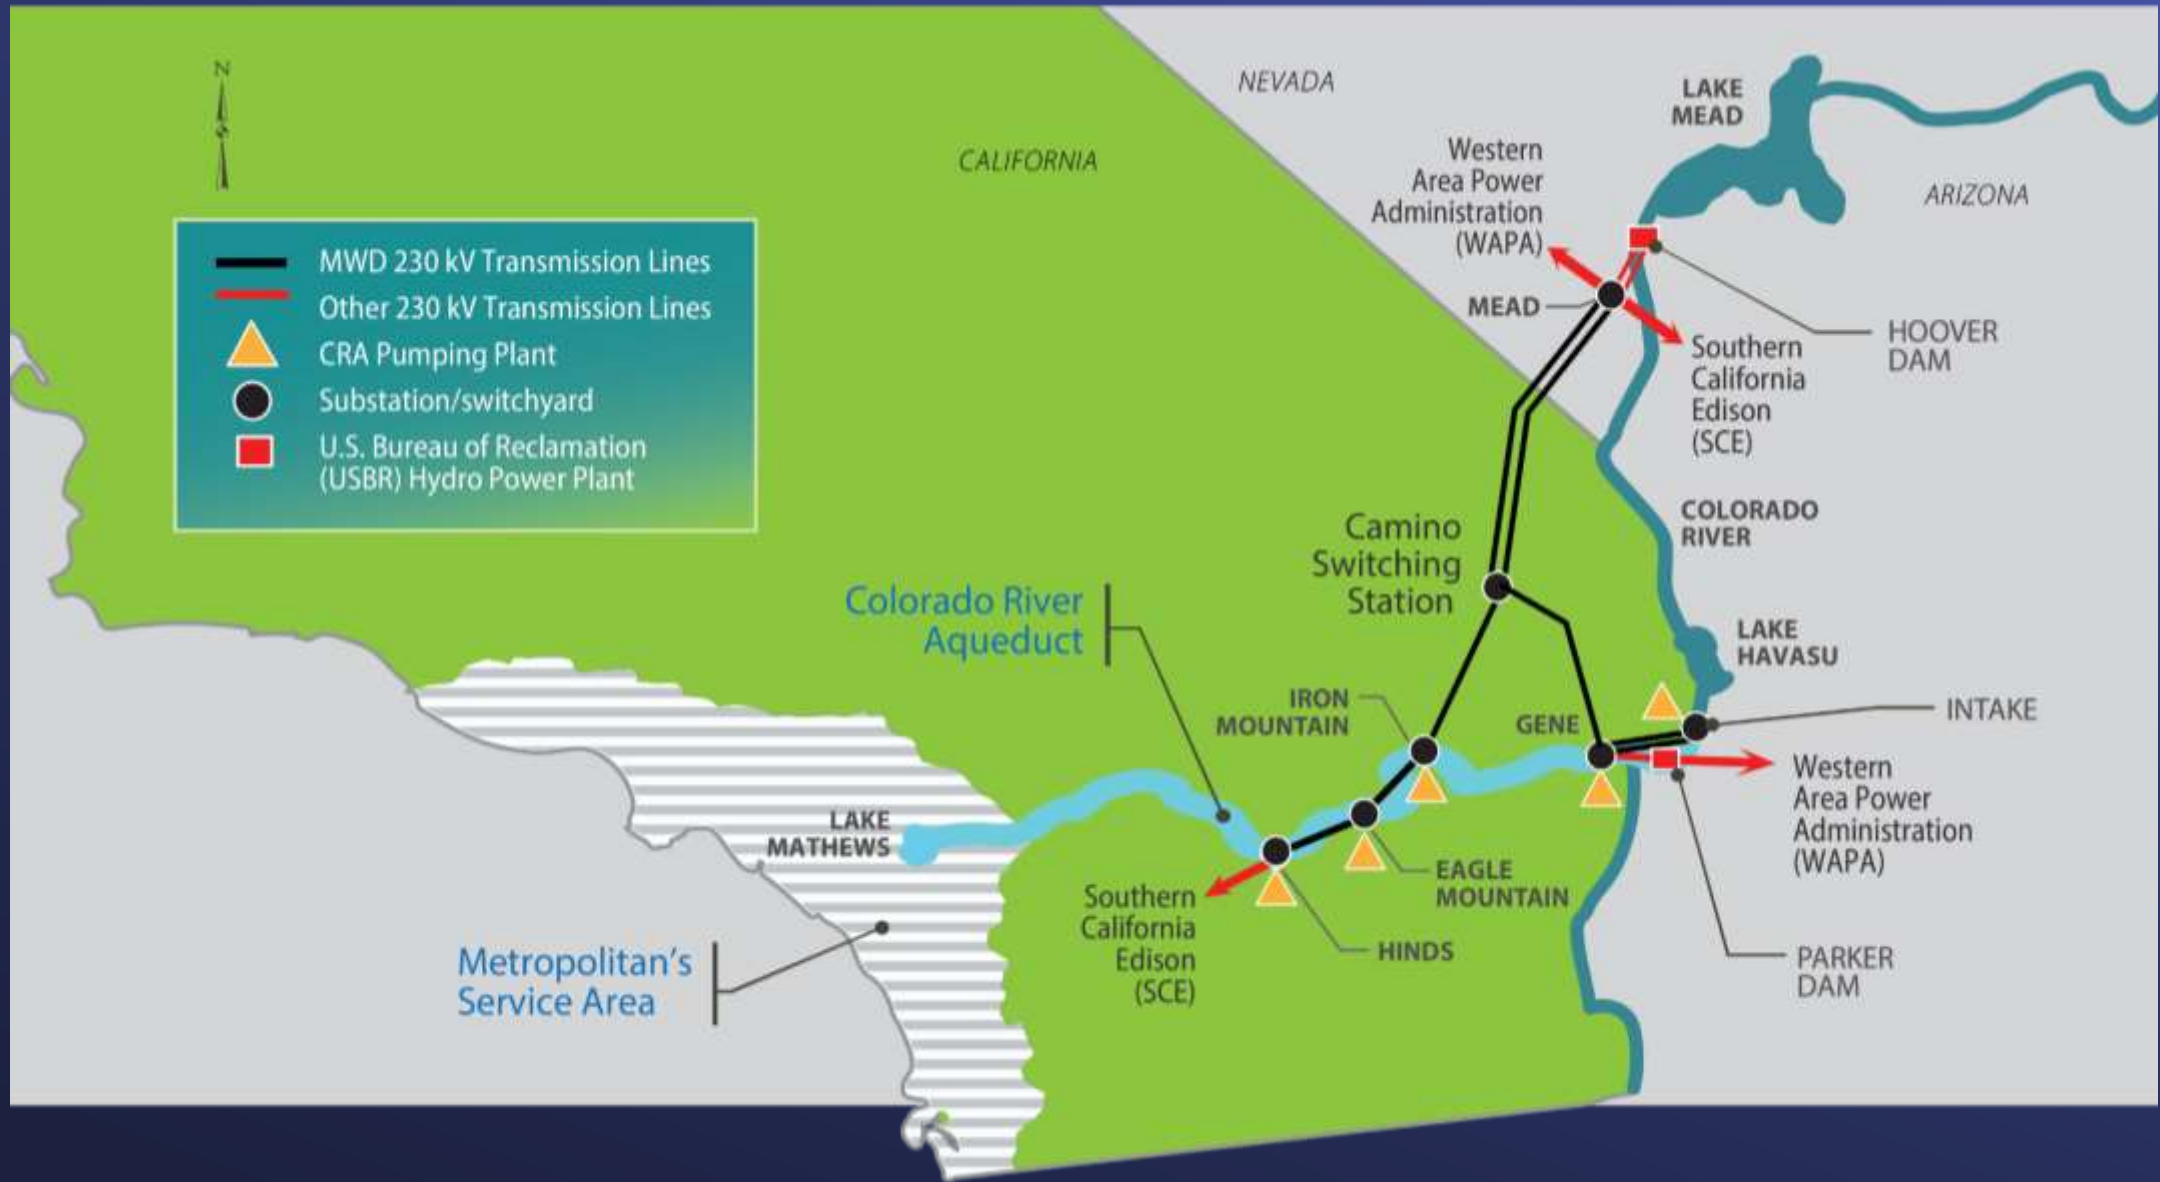 N
NEVADA
LAKE
MEAD
CALIFORNIA
ARIZONA
Western
Area Power
Administration
(WAPA)
MWD 230 kV Transmission Lines
Other 230 kV Transmission Lines
CRA Pumping Plant
Substation/switchyard
U.S. Bureau of Reclamation
(USBR) Hydro Power Plant
MEAD
HOOVER
DAM
Southern
California
Edison
(SCE)
COLORADO
RIVER
Camino
Switching
Station
Colorado River
Aqueduct
LAKE
HAVASU
IRON
MOUNTAIN
GENE
INTAKE
Western
Area Power
Administration
(WAPA)
LAKE
MATHEWS
EAGLE
MOUNTAIN
Southern
California
Edison
(SCE)
HINDS
PARKER
DAM
Metropolitan's
Service Area